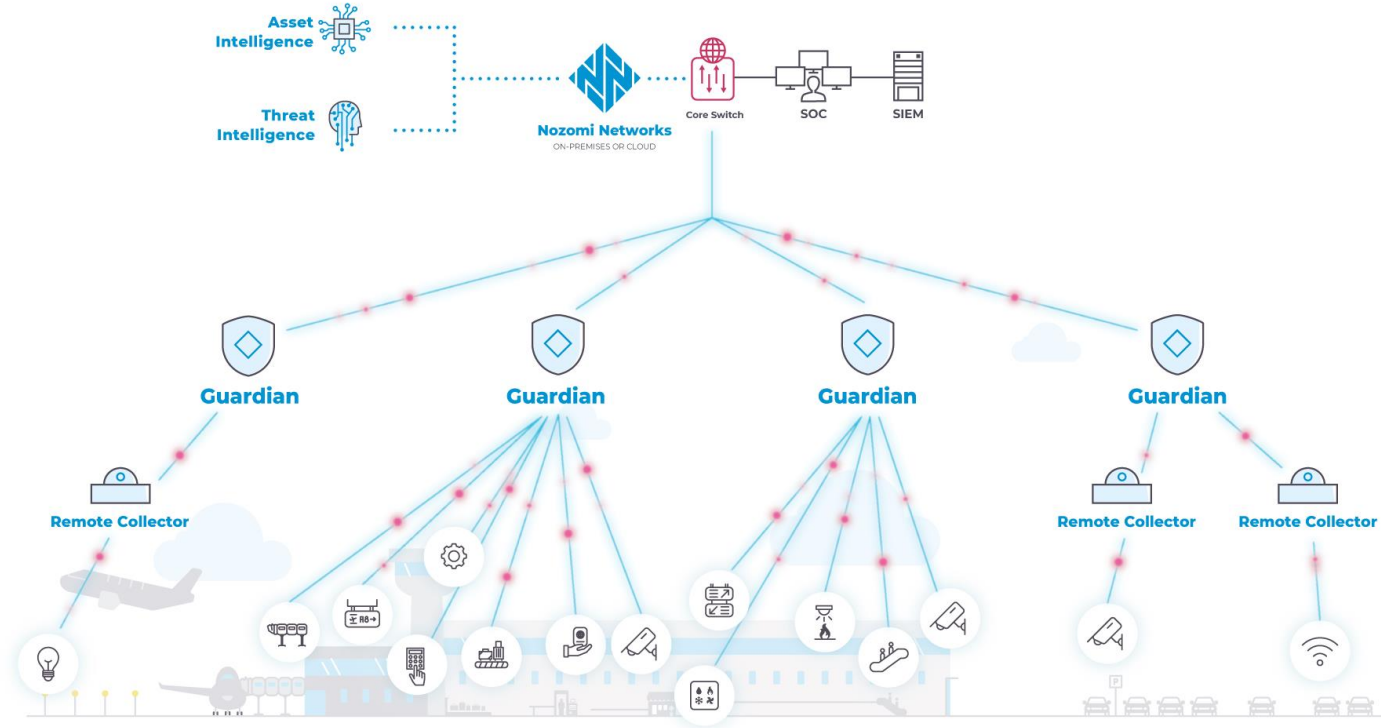 Asset
Intelligence
Threat
Intelligence
Nozomi Networks
ON-PREMISES OR CLOUD
Core Switch
SOC
SIEM
Guardian
Guardian
Guardian
Guardian
Remote Collector
Remote Collector
Remote Collector
A8→
P